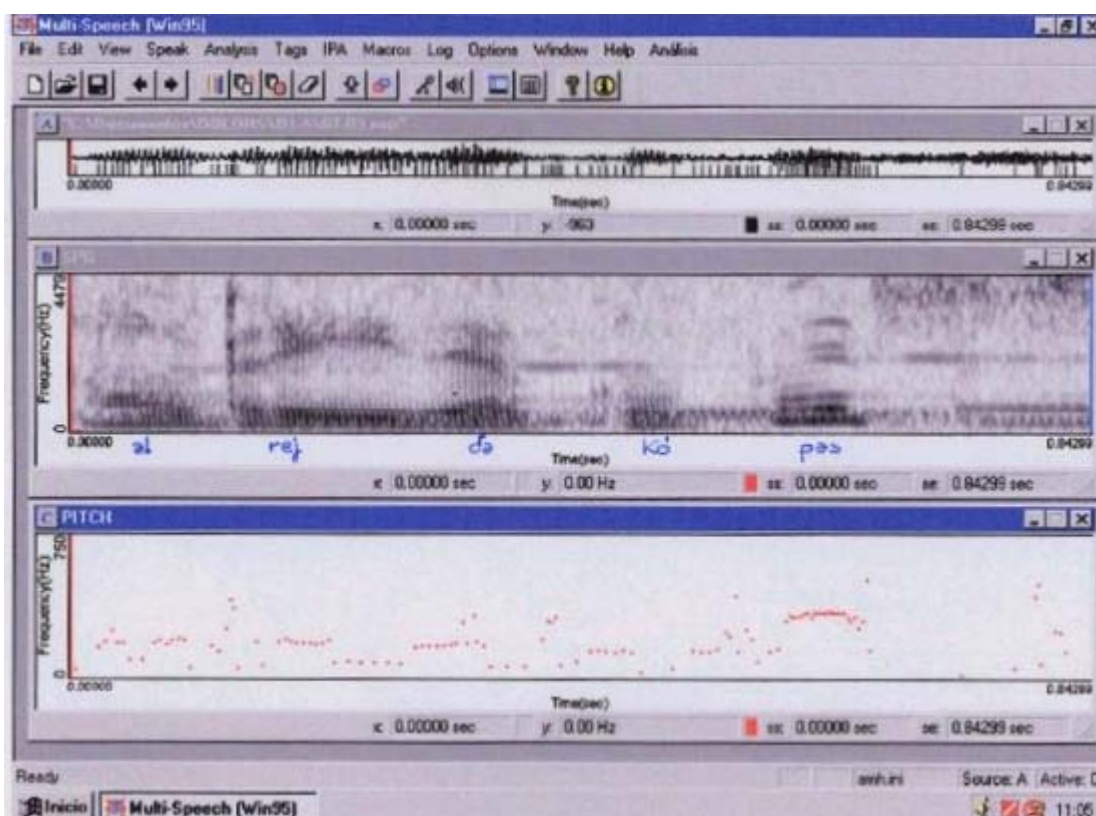 Multi-Speech [Win95]
File Edit View Speak Analysis Tags IPA Macros Log Options Window Help Análisis
A
0.00000 0.84299
Time(sec)
x: 0.00000 sec y: -963 ss: 0.00000 sec se: 0.84299 sec
B
Frequency(Hz)
4479
0
0.00000 0.84299
əl rej də kó pəs
Time(sec)
x: 0.00000 sec y: 0.00 Hz ss: 0.00000 sec se: 0.84299 sec
C PITCH
Frequency(Hz)
750
0
0.00000 0.84299
Time(sec)
x: 0.00000 sec y: 0.00 Hz ss: 0.00000 sec se: 0.84299 sec
Ready amh.ini Source: A Active: C
Inicio Multi-Speech (Win95) 11:05